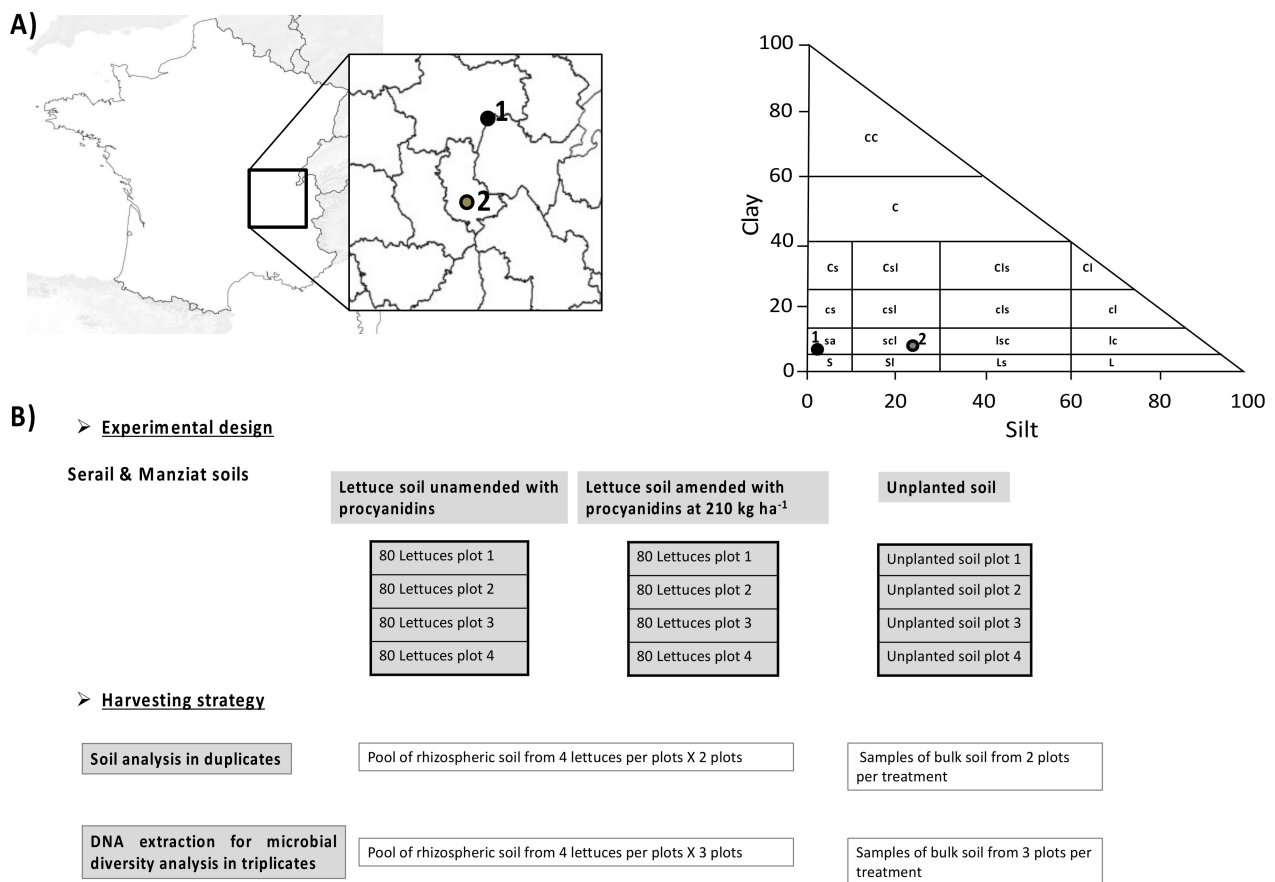 A)
1
2
100
80
60
40
20
0
Clay
CC
C
Cs Csl Cls Cl
cs csl cls cl
1 sa scl 2 lsc lc
S Sl Ls L
0 20 40 60 80 100
Silt
B)
➢ Experimental design
Serail & Manziat soils
Lettuce soil unamended with
procyanidins
Lettuce soil amended with
procyanidins at 210 kg ha⁻¹
Unplanted soil
80 Lettuces plot 1
80 Lettuces plot 2
80 Lettuces plot 3
80 Lettuces plot 4
80 Lettuces plot 1
80 Lettuces plot 2
80 Lettuces plot 3
80 Lettuces plot 4
Unplanted soil plot 1
Unplanted soil plot 2
Unplanted soil plot 3
Unplanted soil plot 4
➢ Harvesting strategy
Soil analysis in duplicates
Pool of rhizospheric soil from 4 lettuces per plots X 2 plots
Samples of bulk soil from 2 plots
per treatment
DNA extraction for microbial
diversity analysis in triplicates
Pool of rhizospheric soil from 4 lettuces per plots X 3 plots
Samples of bulk soil from 3 plots per
treatment